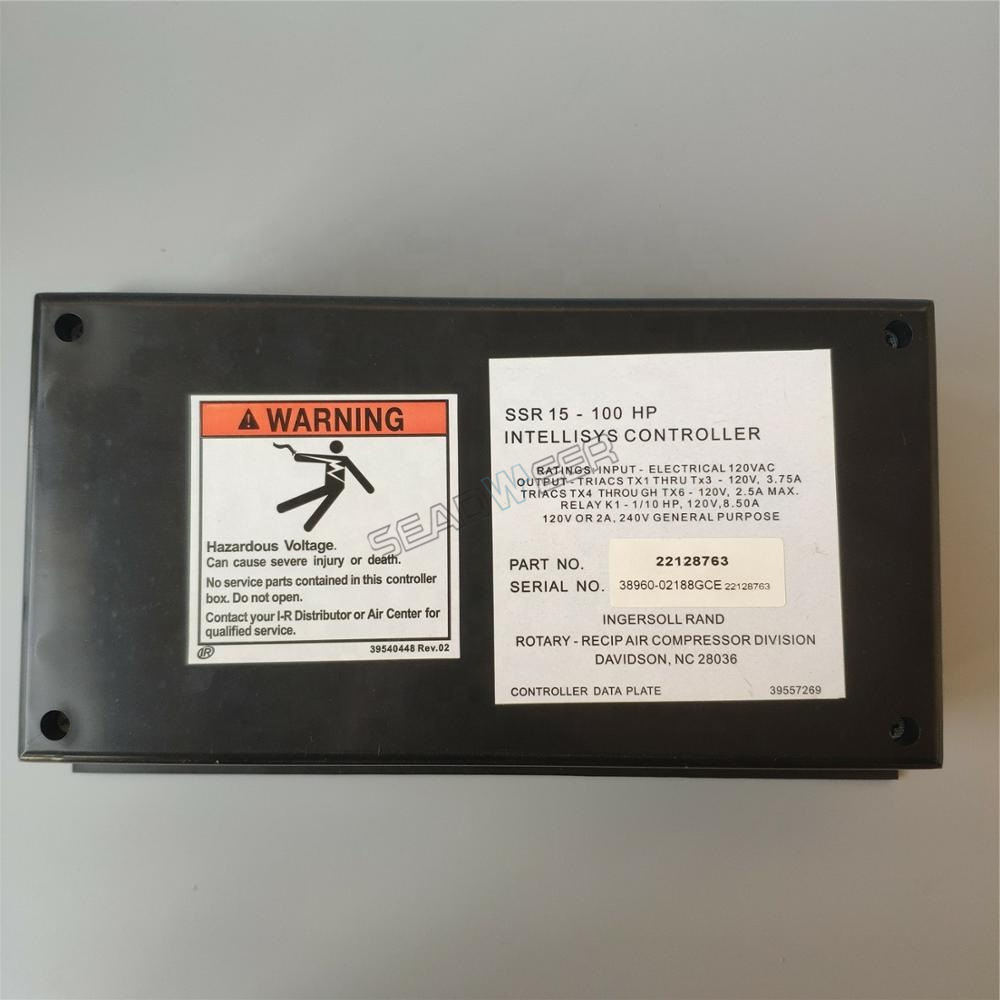 WARNING
Hazardous Voltage.
Can cause severe injury or death.
No service parts contained in this controller
box. Do not open.
Contact your I-R Distributor or Air Center for
qualified service.
IR
39540448 Rev.02
SSR 15 - 100 HP
INTELLISYS CONTROLLER
RATINGS: INPUT - ELECTRICAL 120VAC
OUTPUT - TRIACS TX1 THRU Tx3 - 120V, 3.75A
TRIACS TX4 THROUGH TX6 - 120V, 2.5A MAX.
RELAY K1 - 1/10 HP, 120V, 8.50A
120V OR 2A, 240V GENERAL PURPOSE
PART NO. 22128763
SERIAL NO. 38960-02188GCE 22128763
INGERSOLL RAND
ROTARY - RECIP AIR COMPRESSOR DIVISION
DAVIDSON, NC 28036
CONTROLLER DATA PLATE 39557269
SEAOWEER